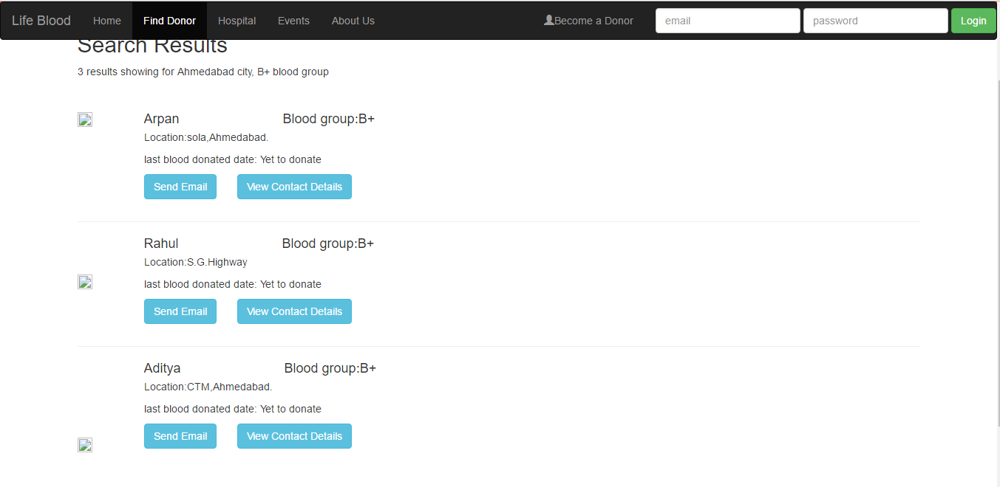 Life Blood Home Find Donor Hospital Events About Us Become a Donor email password Login
Search Results
3 results showing for Ahmedabad city, B+ blood group
Arpan Blood group:B+
Location:sola,Ahmedabad.
last blood donated date: Yet to donate
Send Email View Contact Details
Rahul Blood group:B+
Location:S.G.Highway
last blood donated date: Yet to donate
Send Email View Contact Details
Aditya Blood group:B+
Location:CTM,Ahmedabad.
last blood donated date: Yet to donate
Send Email View Contact Details